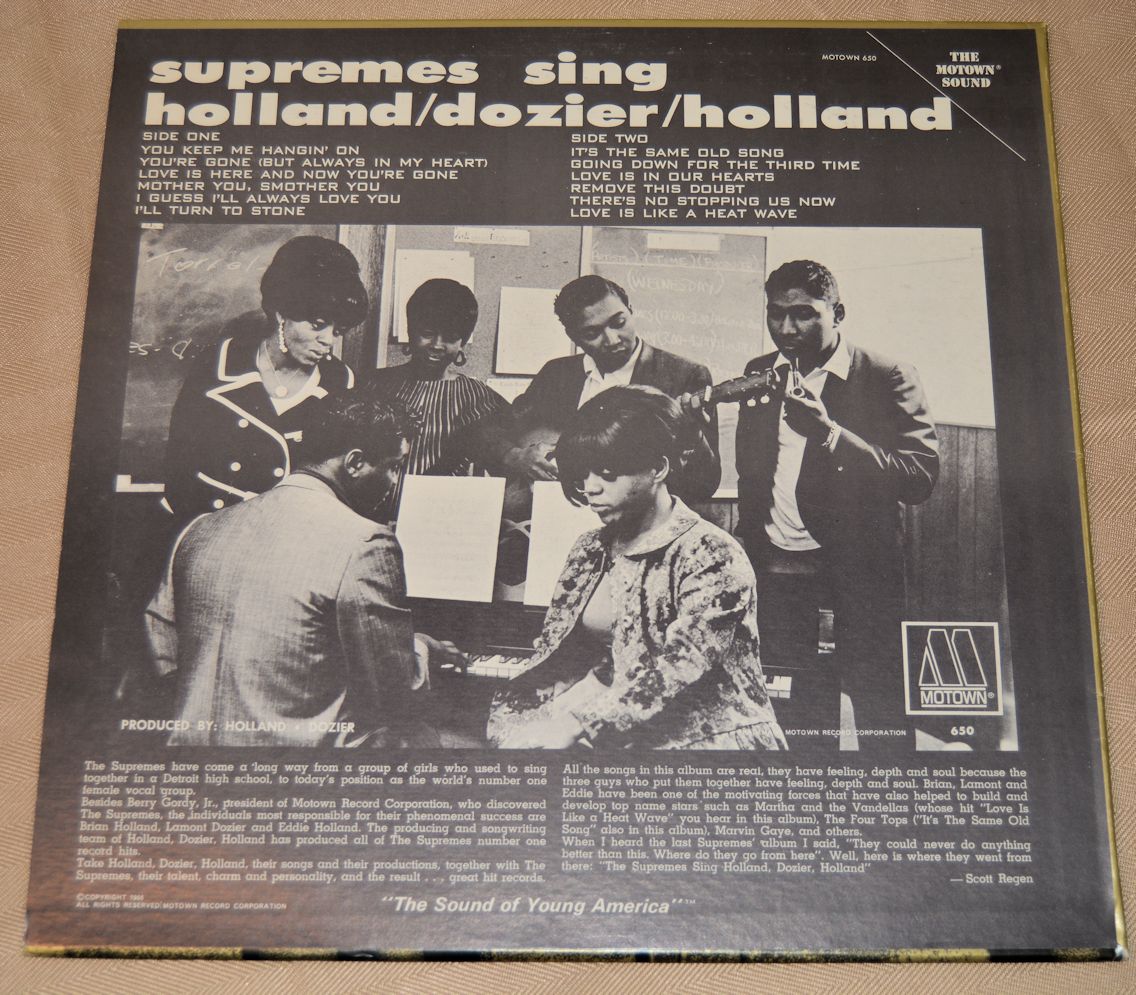 supremes sing
holland/dozier/holland
MOTOWN 650
THE
MOTOWN®
SOUND
SIDE ONE
YOU KEEP ME HANGIN' ON
YOU'RE GONE (BUT ALWAYS IN MY HEART)
LOVE IS HERE AND NOW YOU'RE GONE
MOTHER YOU, SMOTHER YOU
I GUESS I'LL ALWAYS LOVE YOU
I'LL TURN TO STONE
SIDE TWO
IT'S THE SAME OLD SONG
GOING DOWN FOR THE THIRD TIME
LOVE IS IN OUR HEARTS
REMOVE THIS DOUBT
THERE'S NO STOPPING US NOW
LOVE IS LIKE A HEAT WAVE
(TIME)
(WEDNESDAY)
MOTOWN®
650
PRODUCED BY: HOLLAND • DOZIER
MOTOWN RECORD CORPORATION
The Supremes have come a long way from a group of girls who used to sing
together in a Detroit high school, to today's position as the world's number one
female vocal group.
Besides Berry Gordy, Jr., president of Motown Record Corporation, who discovered
The Supremes, the individuals most responsible for their phenomenal success are
Brian Holland, Lamont Dozier and Eddie Holland. The producing and songwriting
team of Holland, Dozier, Holland has produced all of The Supremes number one
record hits.
Take Holland, Dozier, Holland, their songs and their productions, together with The
Supremes, their talent, charm and personality, and the result . . . great hit records.
All the songs in this album are real, they have feeling, depth and soul because the
three guys who put them together have feeling, depth and soul. Brian, Lamont and
Eddie have been one of the motivating forces that have also helped to build and
develop top name stars such as Martha and the Vandellas (whose hit "Love Is
Like a Heat Wave" you hear in this album), The Four Tops ("It's The Same Old
Song" also in this album), Marvin Gaye, and others.
When I heard the last Supremes' album I said, "They could never do anything
better than this. Where do they go from here". Well, here is where they went from
there: "The Supremes Sing Holland, Dozier, Holland"
— Scott Regen
©COPYRIGHT 1966
ALL RIGHTS RESERVED MOTOWN RECORD CORPORATION
"The Sound of Young America"™